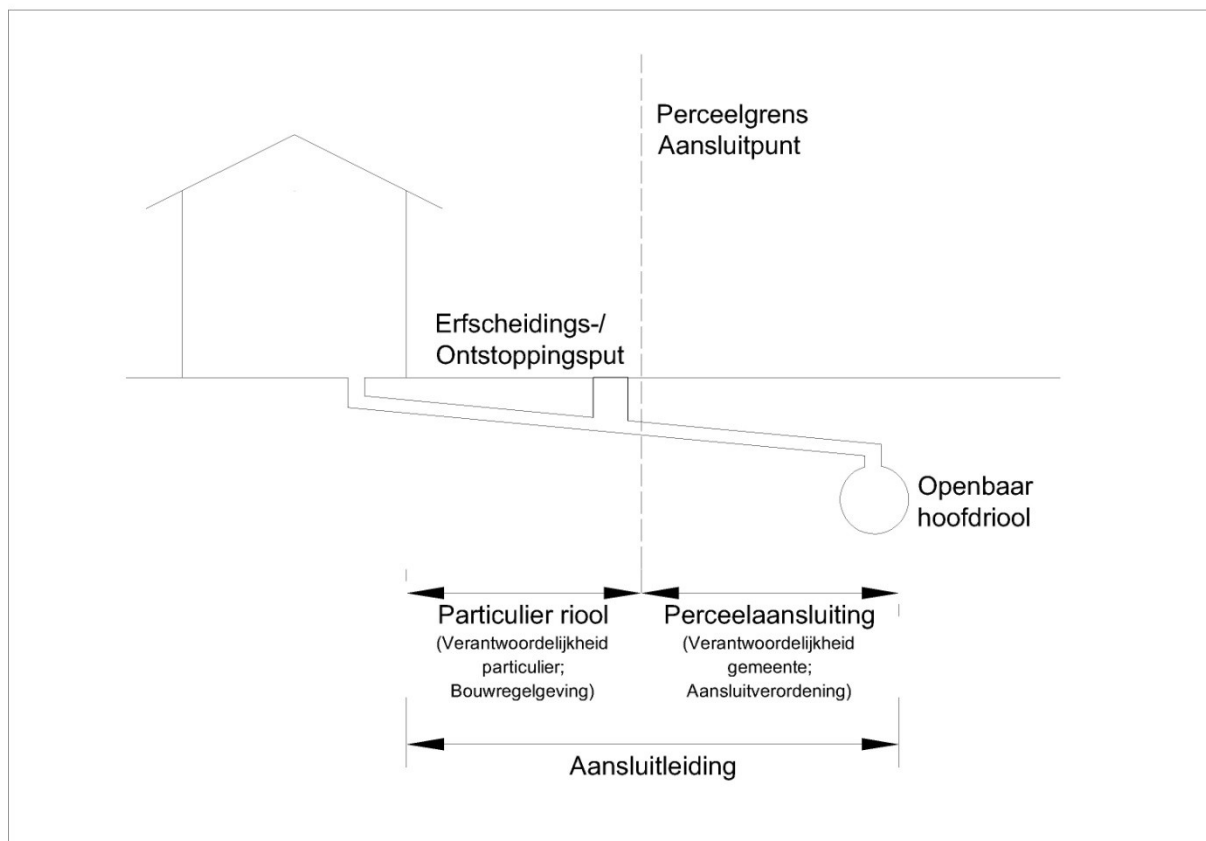 Perceelgrens
Aansluitpunt
Erfscheidings-/
Ontstoppingsput
Openbaar
hoofdriool
Particulier riool
(Verantwoordelijkheid
particulier;
Bouwregelgeving)
Perceelaansluiting
(Verantwoordelijkheid
gemeente;
Aansluitverordening)
Aansluitleiding